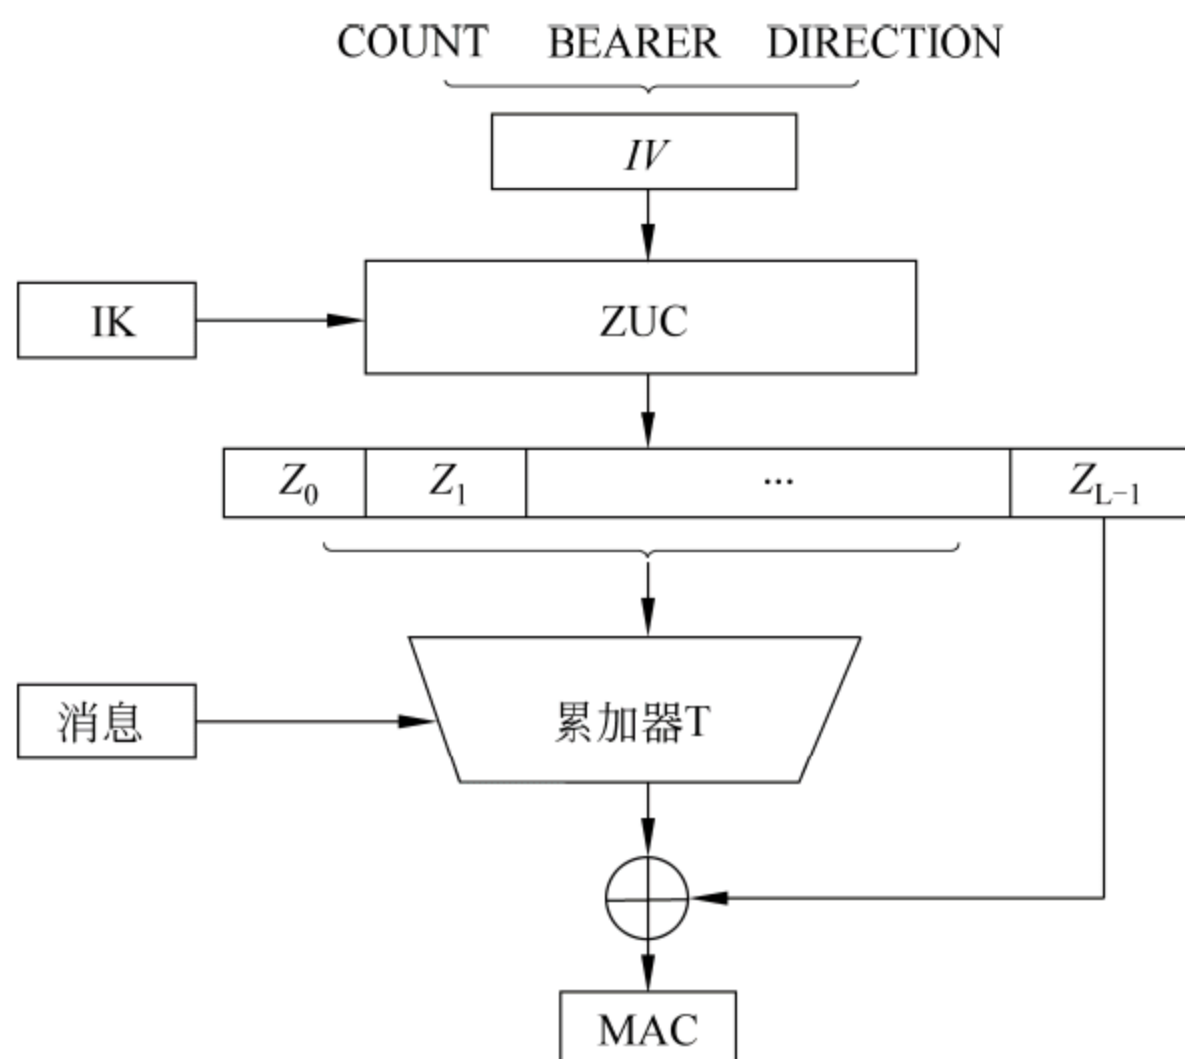 COUNT BEARER DIRECTION
IV
IK
ZUC
Z0 Z1 ... ZL-1
消息
累加器T
MAC